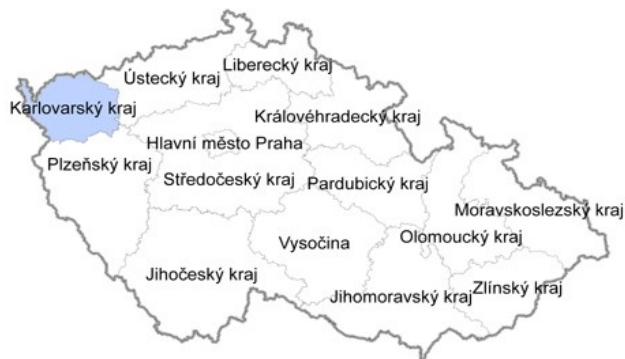 Liberecký kraj
Ústecký kraj
Karlovarský kraj
Královéhradecký kraj
Hlavní město Praha
Plzeňský kraj
Středočeský kraj
Pardubický kraj
Moravskoslezský kraj
Olomoucký kraj
Vysočina
Jihočeský kraj
Zlínský kraj
Jihomoravský kraj